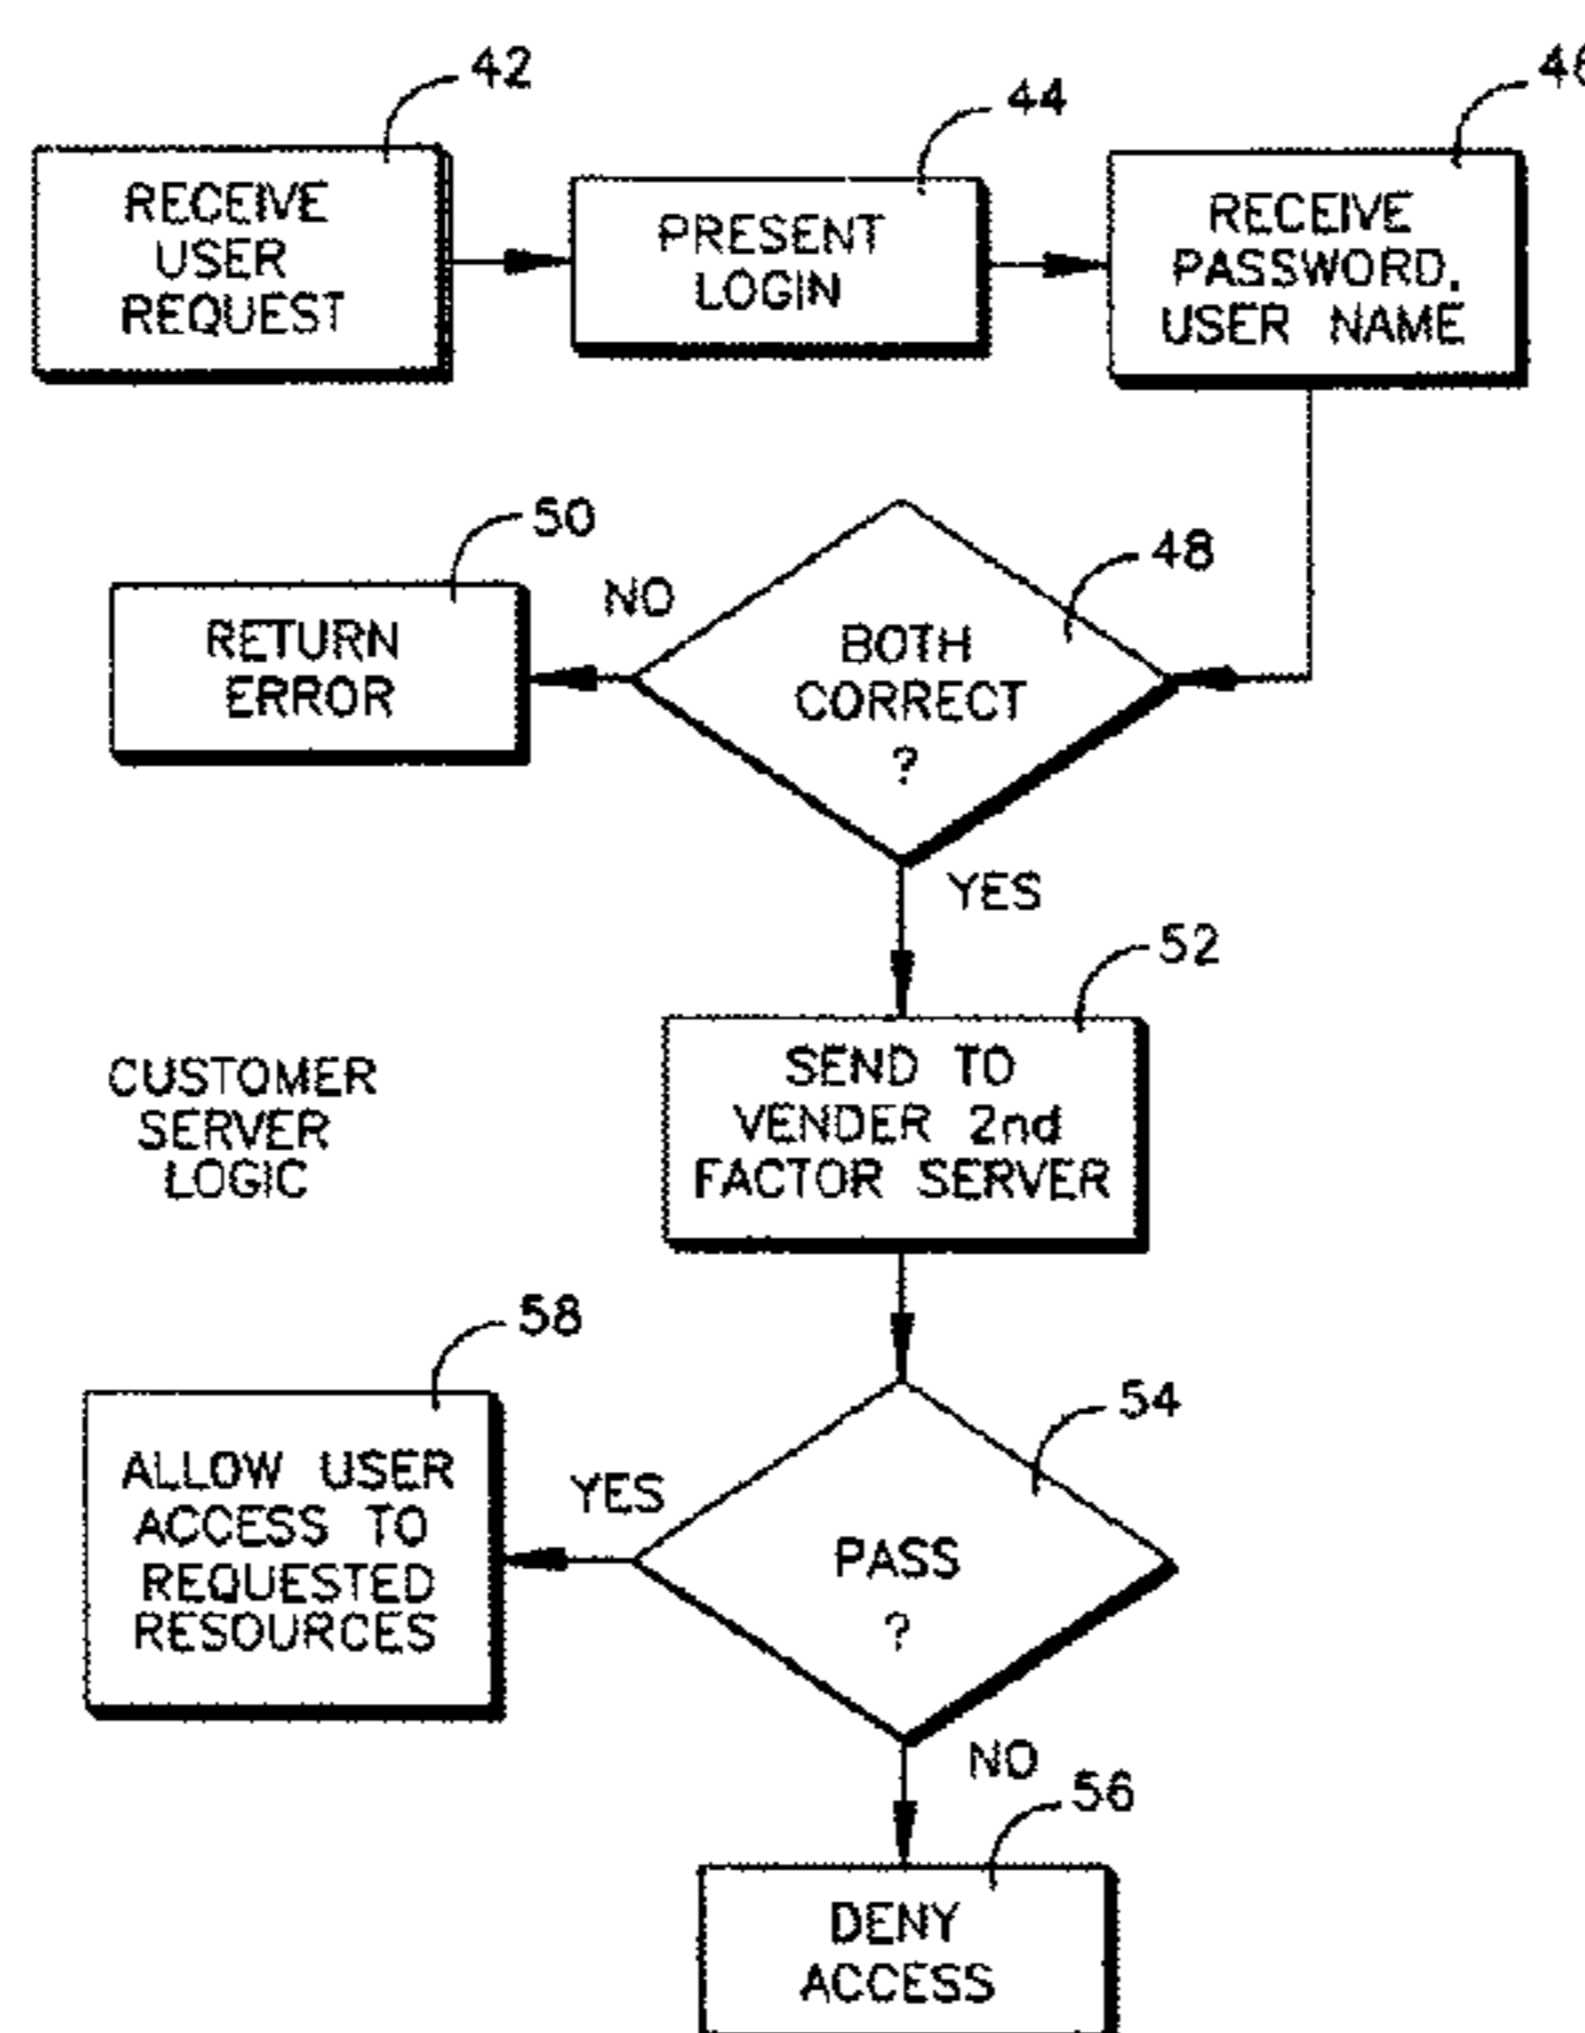 42
RECEIVE
USER
REQUEST
44
PRESENT
LOGIN
46
RECEIVE
PASSWORD.
USER NAME
50
RETURN
ERROR
NO
48
BOTH
CORRECT
?
YES
52
SEND TO
VENDER 2nd
FACTOR SERVER
CUSTOMER
SERVER
LOGIC
58
ALLOW USER
ACCESS TO
REQUESTED
RESOURCES
YES
54
PASS
?
NO
56
DENY
ACCESS